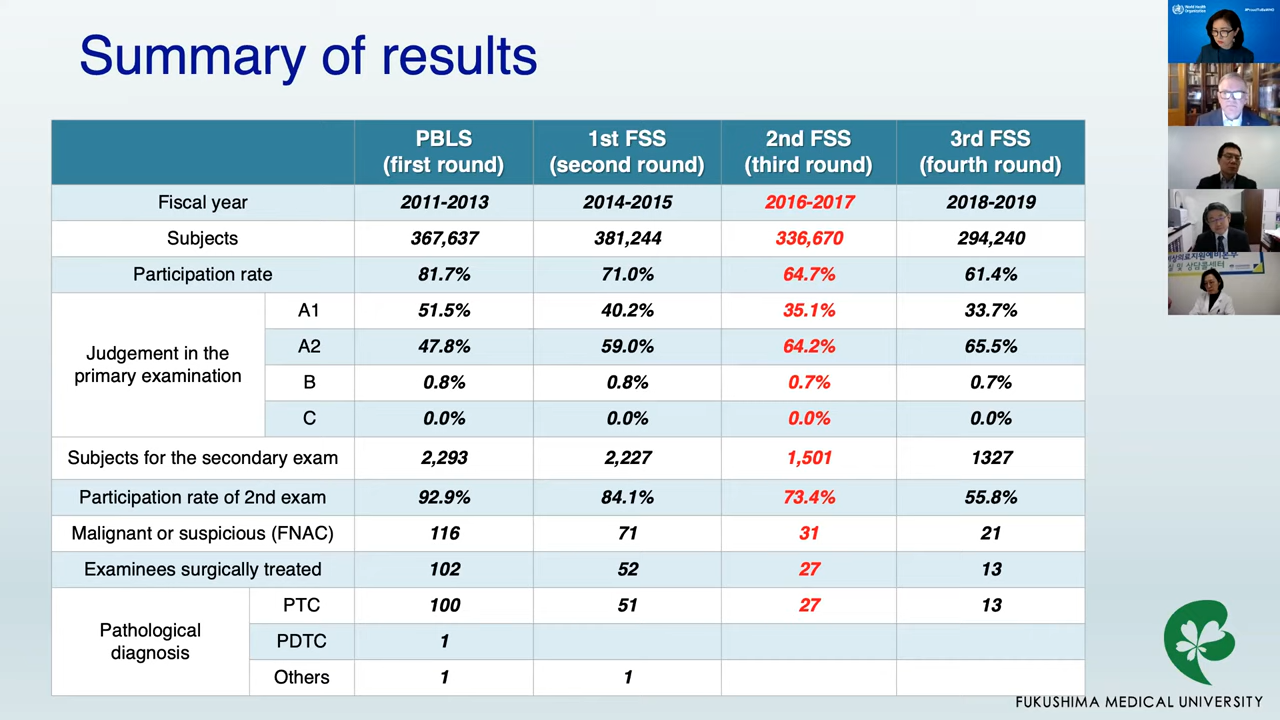 Summary of results
World Health Organization
PBLS
(first round)
1st FSS
(second round)
2nd FSS
(third round)
3rd FSS
(fourth round)
Fiscal year 2011-2013 2014-2015 2016-2017 2018-2019
Subjects 367,637 381,244 336,670 294,240
Participation rate 81.7% 71.0% 64.7% 61.4%
Judgement in the
primary examination
A1 51.5% 40.2% 35.1% 33.7%
A2 47.8% 59.0% 64.2% 65.5%
B 0.8% 0.8% 0.7% 0.7%
C 0.0% 0.0% 0.0% 0.0%
Subjects for the secondary exam 2,293 2,227 1,501 1327
Participation rate of 2nd exam 92.9% 84.1% 73.4% 55.8%
Malignant or suspicious (FNAC) 116 71 31 21
Examinees surgically treated 102 52 27 13
Pathological
diagnosis
PTC 100 51 27 13
PDTC 1
Others 1 1
FUKUSHIMA MEDICAL UNIVERSITY